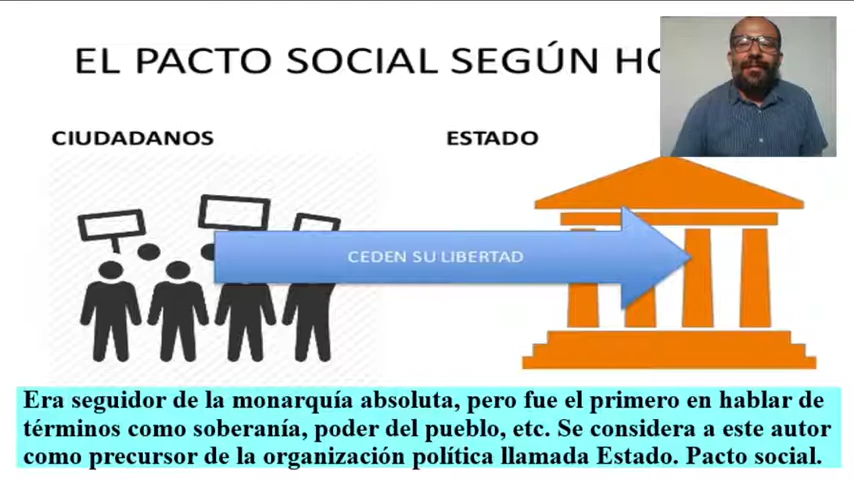 EL PACTO SOCIAL SEGÚN
CIUDADANOS
ESTADO
CEDEN SU LIBERTAD
Era seguidor de la monarquía absoluta, pero fue el primero en hablar de
términos como soberanía, poder del pueblo, etc. Se considera a este autor
como precursor de la organización política llamada Estado. Pacto social.